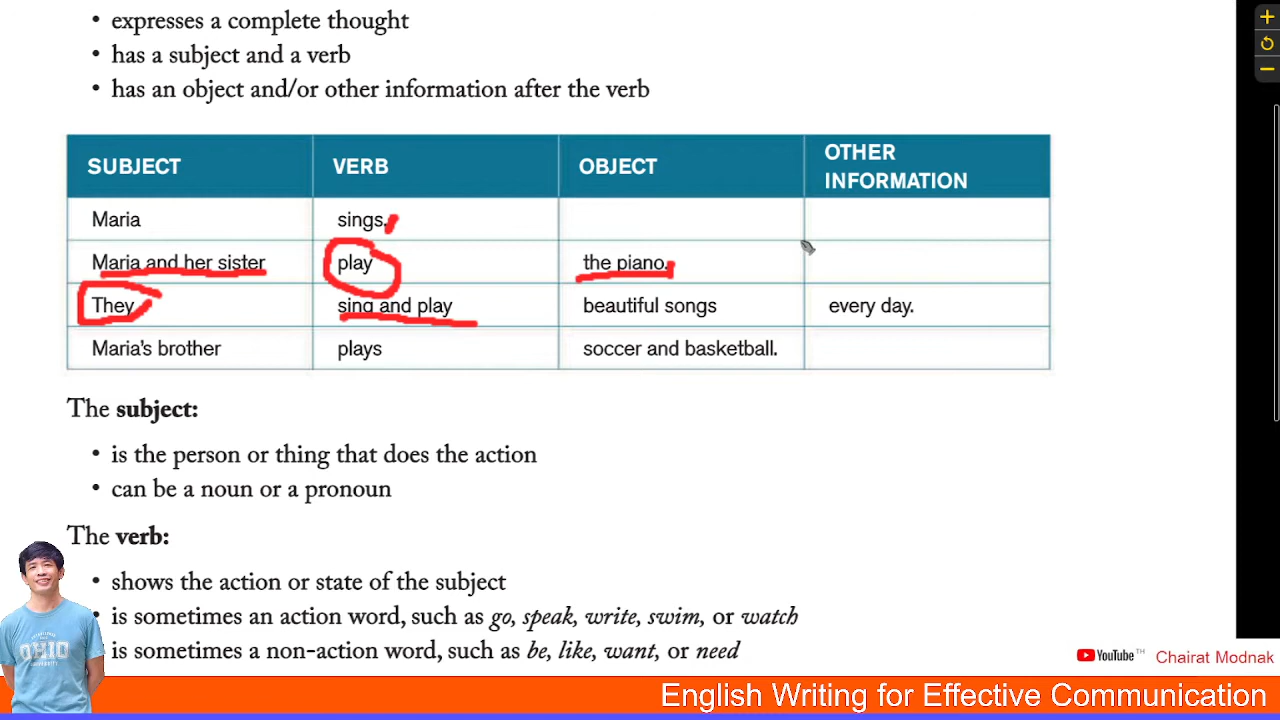 • expresses a complete thought
• has a subject and a verb
• has an object and/or other information after the verb
SUBJECT VERB OBJECT OTHER INFORMATION
Maria sings.
Maria and her sister play the piano.
They sing and play beautiful songs every day.
Maria's brother plays soccer and basketball.
The subject:
• is the person or thing that does the action
• can be a noun or a pronoun
The verb:
• shows the action or state of the subject
• is sometimes an action word, such as go, speak, write, swim, or watch
is sometimes a non-action word, such as be, like, want, or need
OHIO
UNIVERSITY
YouTube TH Chairat Modnak
English Writing for Effective Communication